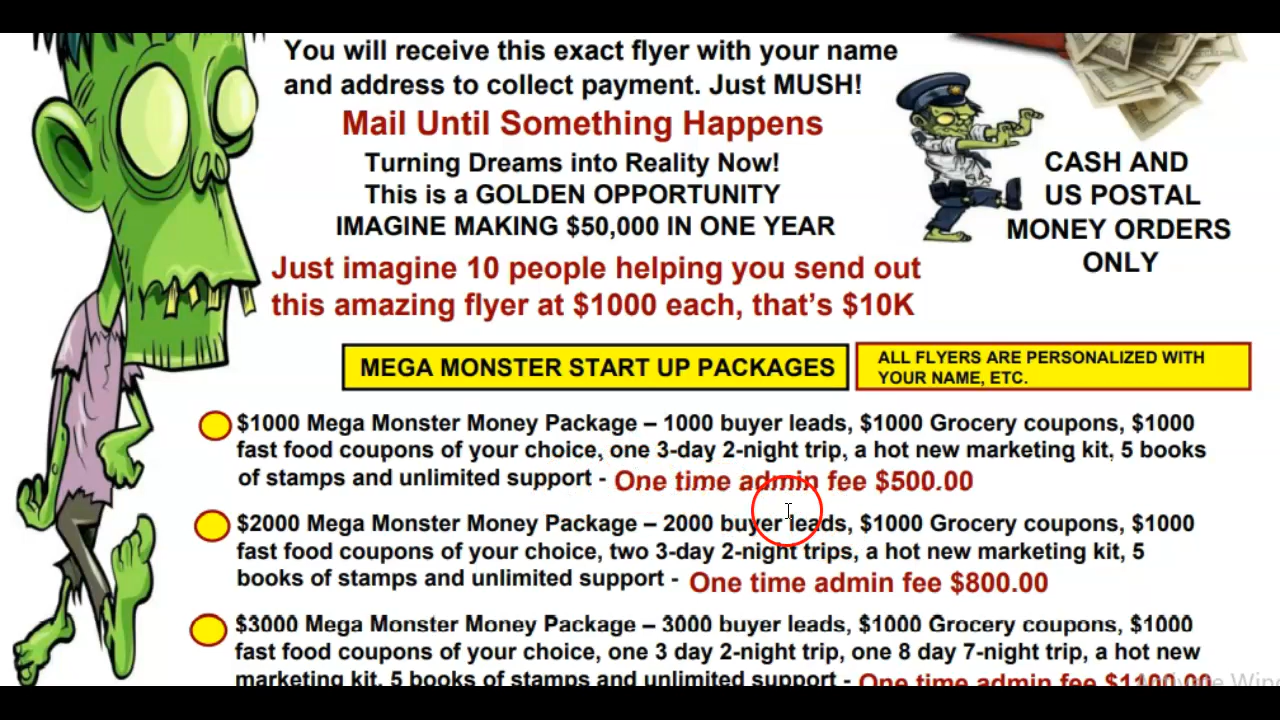 You will receive this exact flyer with your name
and address to collect payment. Just MUSH!
Mail Until Something Happens
Turning Dreams into Reality Now!
This is a GOLDEN OPPORTUNITY
IMAGINE MAKING $50,000 IN ONE YEAR
Just imagine 10 people helping you send out
this amazing flyer at $1000 each, that's $10K
CASH AND
US POSTAL
MONEY ORDERS
ONLY
MEGA MONSTER START UP PACKAGES
ALL FLYERS ARE PERSONALIZED WITH
YOUR NAME, ETC.
$1000 Mega Monster Money Package – 1000 buyer leads, $1000 Grocery coupons, $1000
fast food coupons of your choice, one 3-day 2-night trip, a hot new marketing kit, 5 books
of stamps and unlimited support - One time admin fee $500.00
$2000 Mega Monster Money Package – 2000 buyer leads, $1000 Grocery coupons, $1000
fast food coupons of your choice, two 3-day 2-night trips, a hot new marketing kit, 5
books of stamps and unlimited support - One time admin fee $800.00
$3000 Mega Monster Money Package – 3000 buyer leads, $1000 Grocery coupons, $1000
fast food coupons of your choice, one 3 day 2-night trip, one 8 day 7-night trip, a hot new
marketing kit, 5 books of stamps and unlimited support - One time admin fee $1100.00